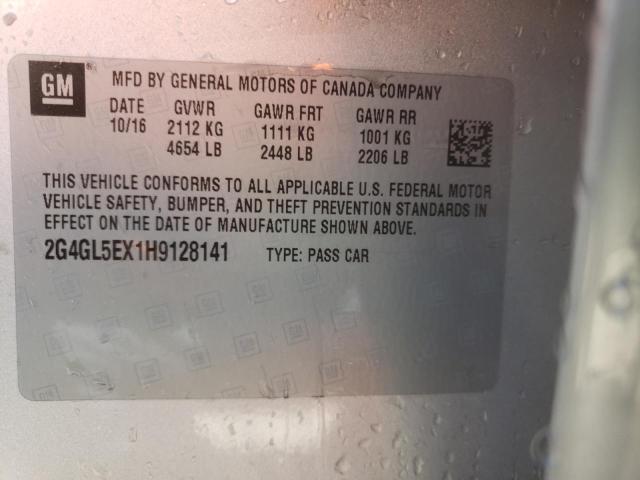 GM
MFD BY GENERAL MOTORS OF CANADA COMPANY
DATE GVWR GAWR FRT GAWR RR
10/16 2112 KG 1111 KG 1001 KG
4654 LB 2448 LB 2206 LB
THIS VEHICLE CONFORMS TO ALL APPLICABLE U.S. FEDERAL MOTOR
VEHICLE SAFETY, BUMPER, AND THEFT PREVENTION STANDARDS IN
EFFECT ON THE DATE OF MANUFACTURE SHOWN ABOVE.
2G4GL5EX1H9128141 TYPE: PASS CAR